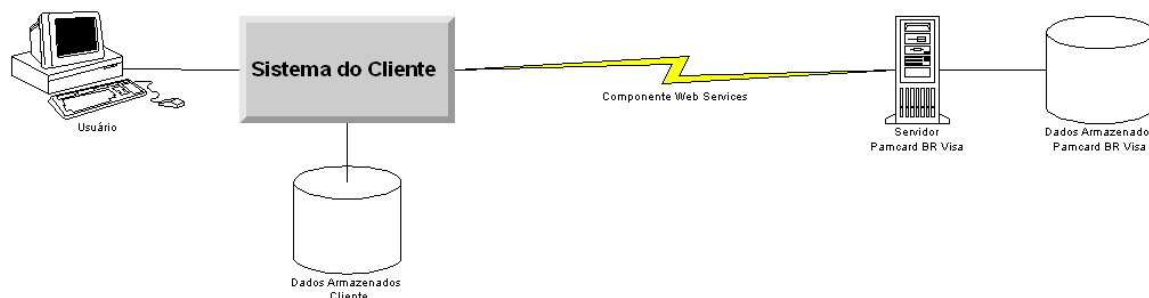 Sistema do Cliente
Usuário
Componente Web Services
Servidor
Pamcard BR Visa
Dados Armazenado
Pamcard BR Visa
Dados Armazenados
Cliente